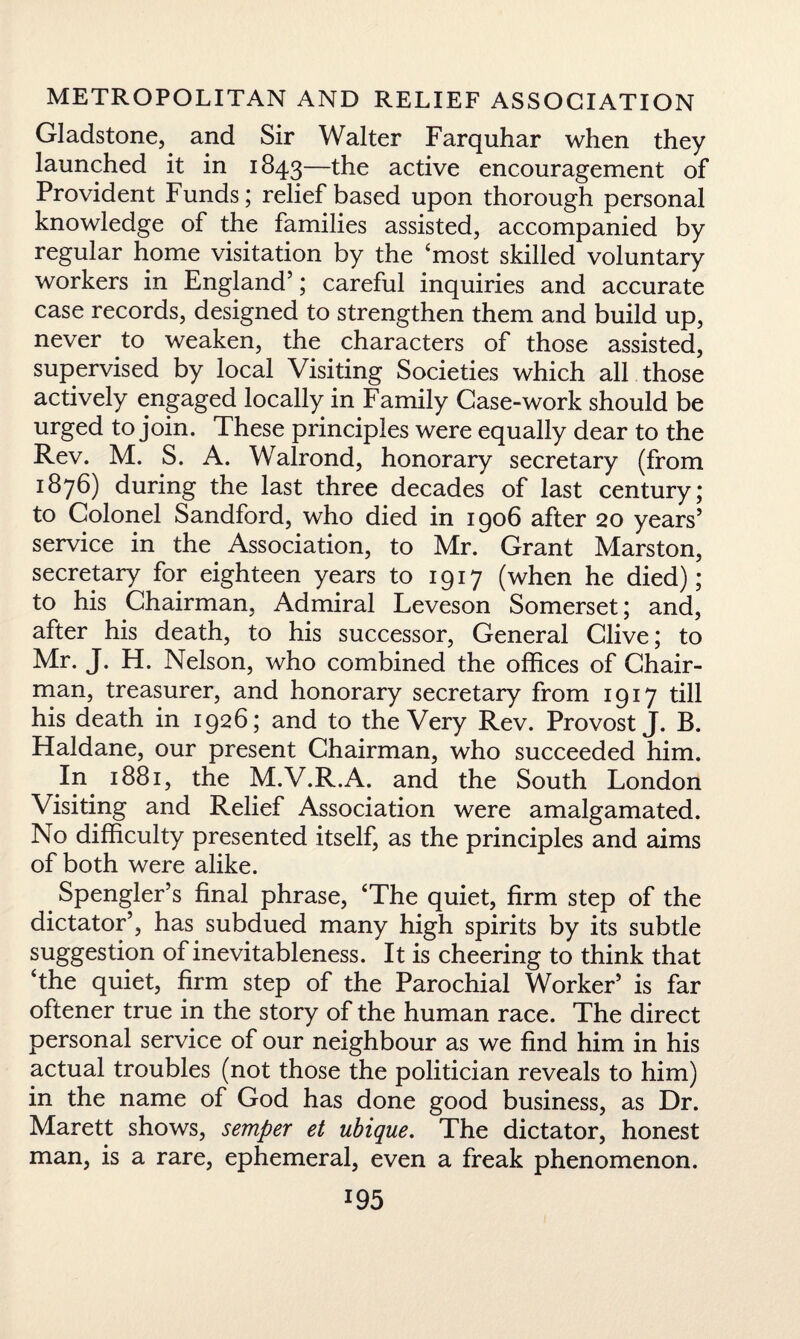 METROPOLITAN AND RELIEF ASSOCIATION
Gladstone, and Sir Walter Farquhar when they
launched it in 1843—the active encouragement of
Provident Funds; relief based upon thorough personal
knowledge of the families assisted, accompanied by
regular home visitation by the ‘most skilled voluntary
workers in England’; careful inquiries and accurate
case records, designed to strengthen them and build up,
never to weaken, the characters of those assisted,
supervised by local Visiting Societies which all those
actively engaged locally in Family Case-work should be
urged to join. These principles were equally dear to the
Rev. M. S. A. Walrond, honorary secretary (from
1876) during the last three decades of last century;
to Colonel Sandford, who died in 1906 after 20 years’
service in the Association, to Mr. Grant Marston,
secretary for eighteen years to 1917 (when he died);
to his Chairman, Admiral Leveson Somerset; and,
after his death, to his successor, General Clive; to
Mr. J. H. Nelson, who combined the offices of Chair-
man, treasurer, and honorary secretary from 1917 till
his death in 1926; and to the Very Rev. Provost J. B.
Haldane, our present Chairman, who succeeded him.
In 1881, the M.V.R.A. and the South London
Visiting and Relief Association were amalgamated.
No difficulty presented itself, as the principles and aims
of both were alike.
Spengler’s final phrase, ‘The quiet, firm step of the
dictator’, has subdued many high spirits by its subtle
suggestion of inevitableness. It is cheering to think that
‘the quiet, firm step of the Parochial Worker’ is far
oftener true in the story of the human race. The direct
personal service of our neighbour as we find him in his
actual troubles (not those the politician reveals to him)
in the name of God has done good business, as Dr.
Marett shows, semper et ubique. The dictator, honest
man, is a rare, ephemeral, even a freak phenomenon.
195